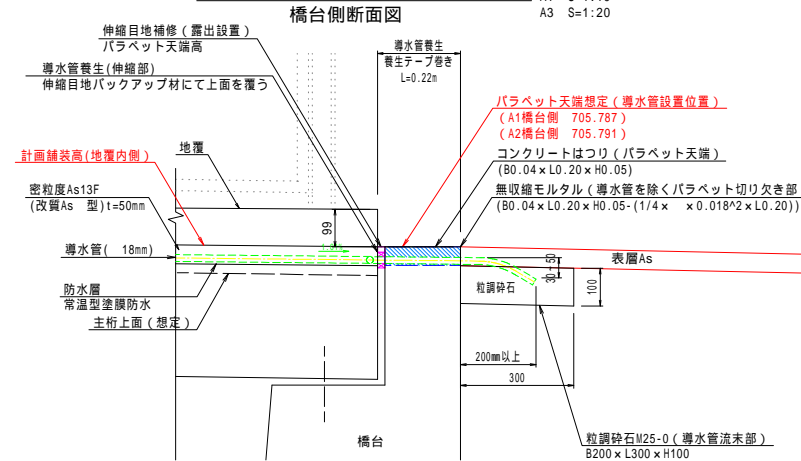 橋台側断面図
A3 S=1:20
伸縮目地補修(露出設置)
パラペット天端高
導水管養生(伸縮部)
伸縮目地バックアップ材にて上面を覆う
導水管養生
養生テープ巻き
L=0.22m
パラペット天端想定(導水管設置位置)
(A1橋台側 705.787)
(A2橋台側 705.791)
コンクリートはつり(パラペット天端)
(B0.04×L0.20×H0.05)
無収縮モルタル(導水管を除くパラペット切り欠き部)
(B0.04×L0.20×H0.05-(1/4× ×0.018^2×L0.20))
計画舗装高(地覆内側)
地覆
密粒度As13F
(改質As 型)t=50mm
99
導水管( 18mm)
防水層
常温型塗膜防水
主桁上面(想定)
表層As
50
30
100
粒調砕石
200mm以上
300
橋台
粒調砕石M25-0(導水管流末部)
B200×L300×H100